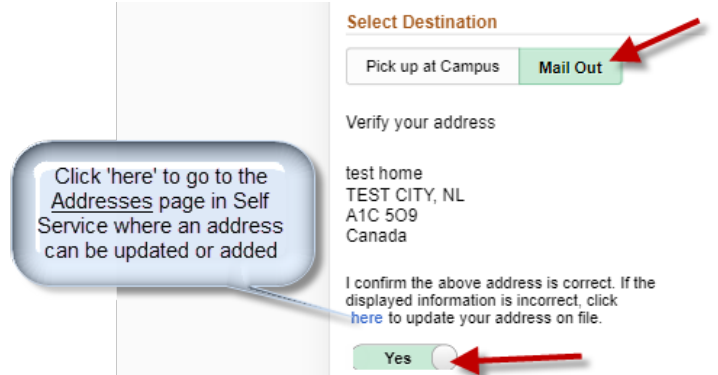 Select Destination
Pick up at Campus
Mail Out
Verify your address
test home
TEST CITY, NL
A1C 5O9
Canada
Click 'here' to go to the
Addresses page in Self
Service where an address
can be updated or added
I confirm the above address is correct. If the
displayed information is incorrect, click
here to update your address on file.
Yes